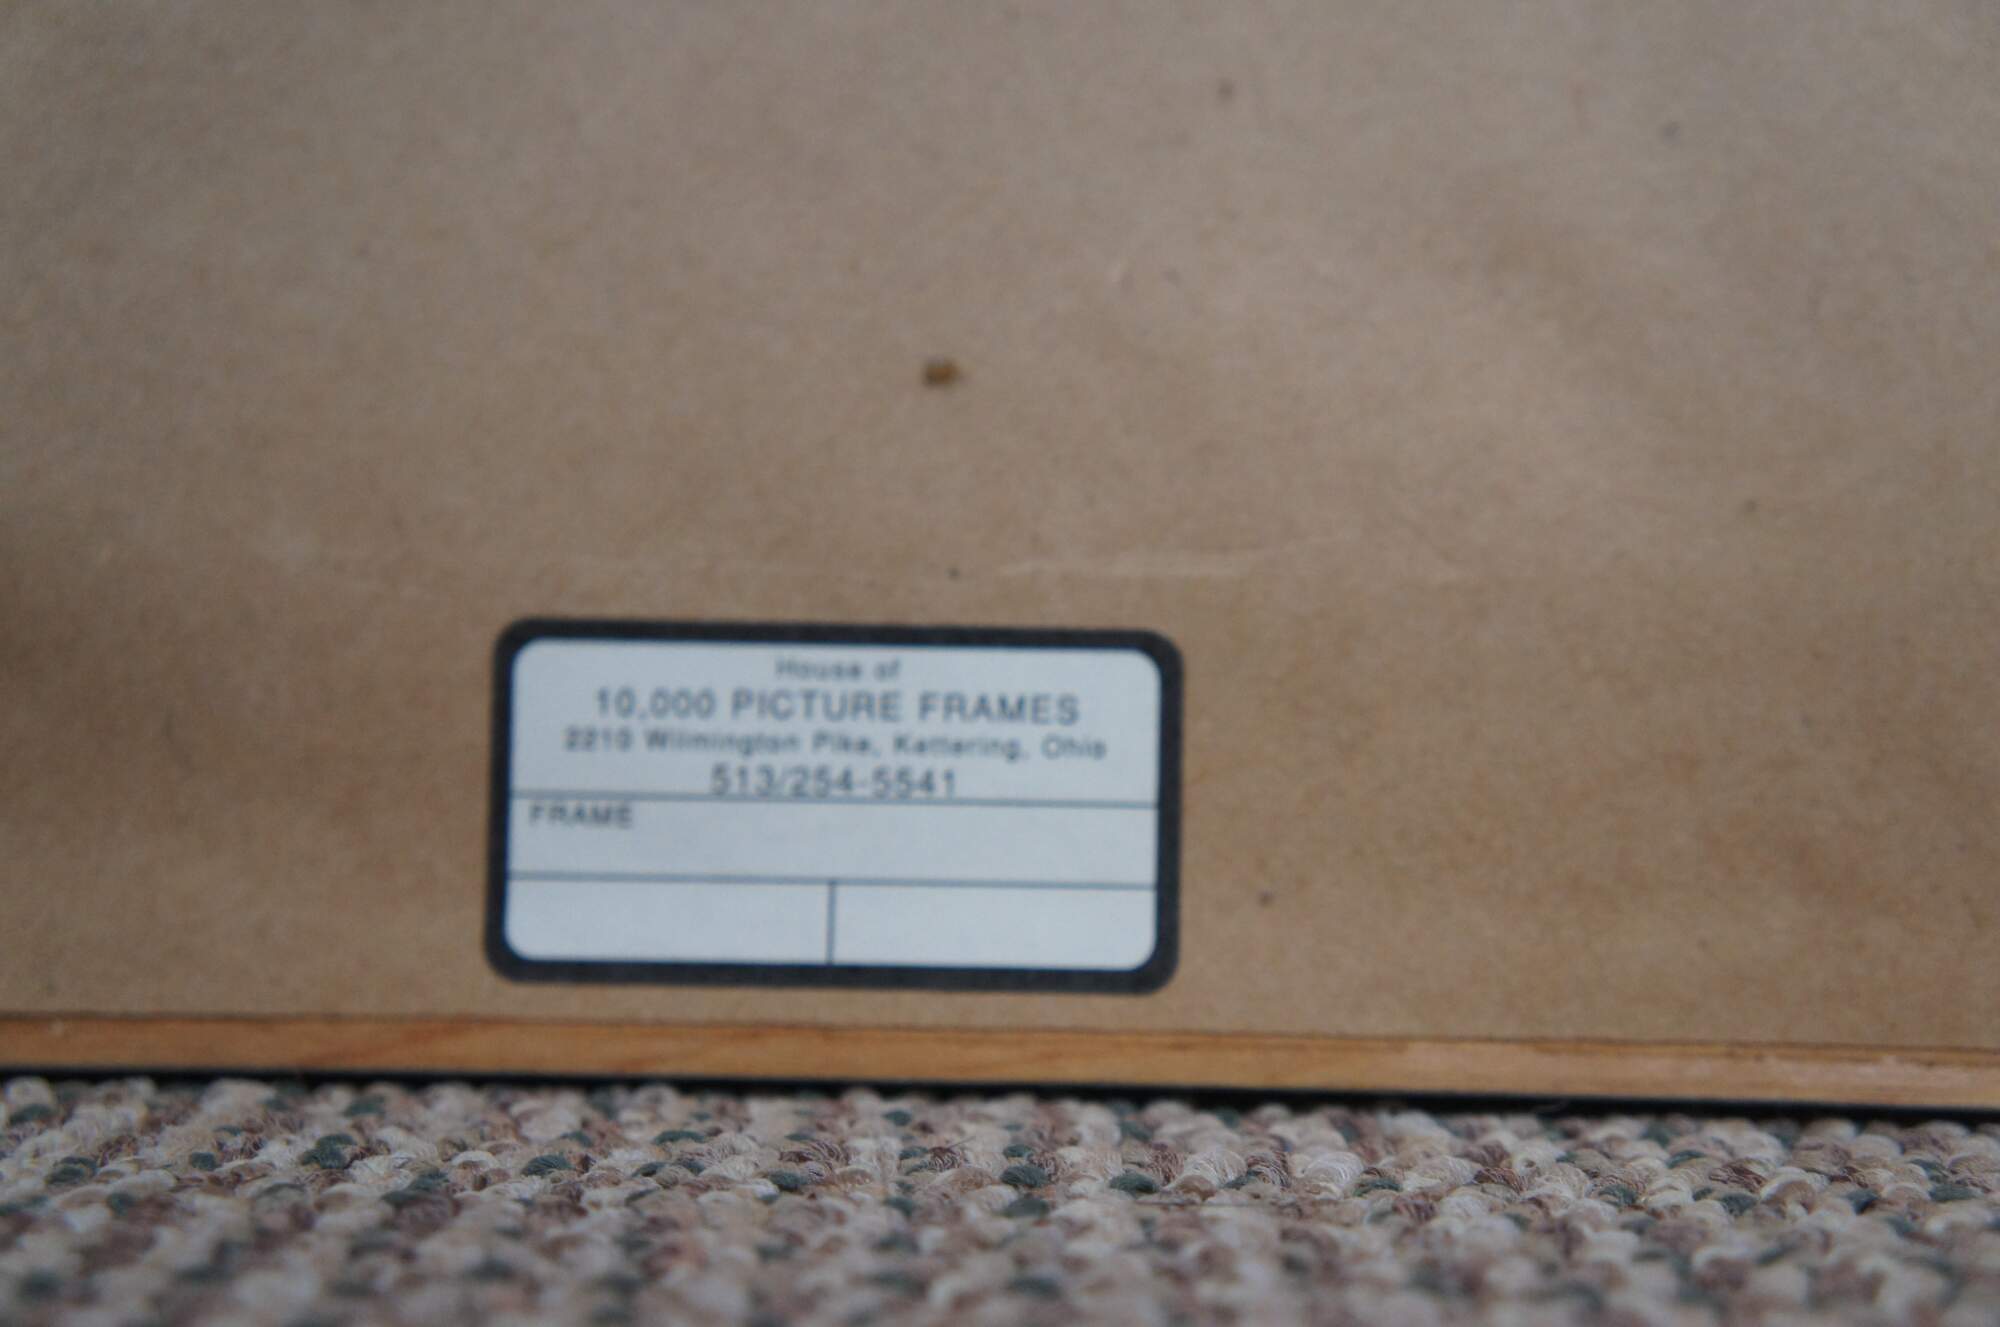 House of
10,000 PICTURE FRAMES
2210 Wilmington Pike, Kettering, Ohio
513/254-5541
FRAME